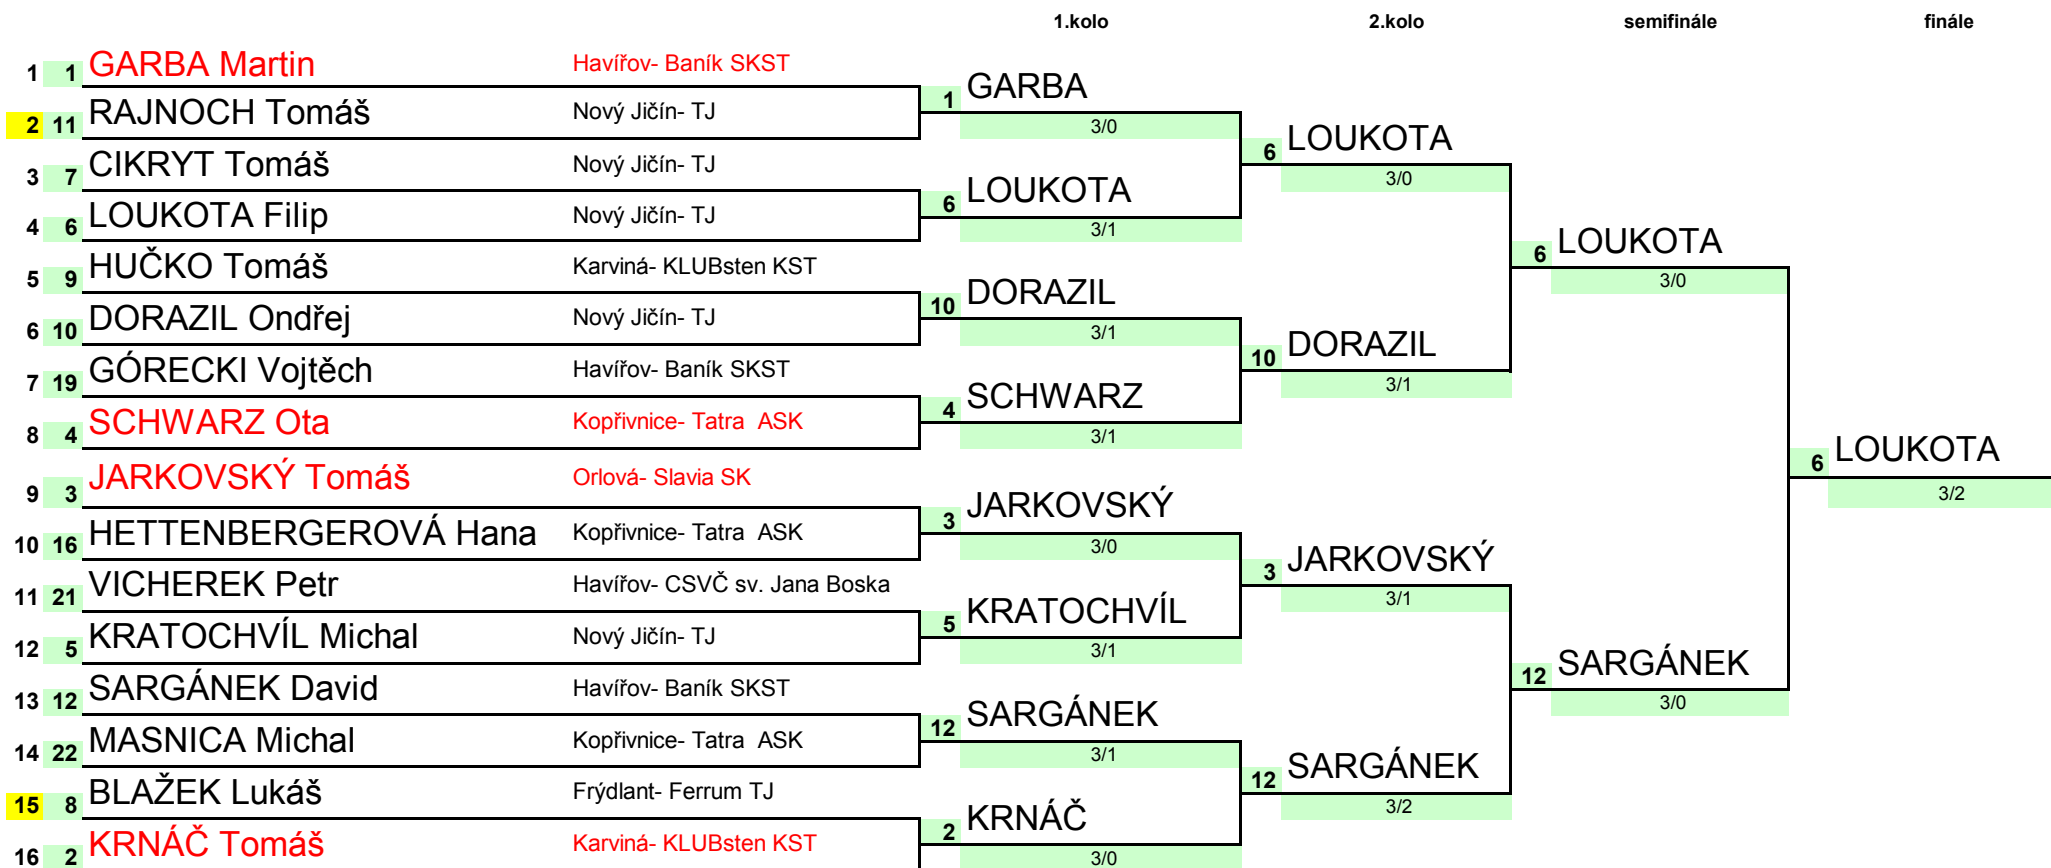 1.kolo 2.kolo semifinále finále
1 1 GARBA Martin Havířov- Baník SKST
1 GARBA
2 11 RAJNOCH Tomáš Nový Jičín- TJ
3/0
6 LOUKOTA
3 7 CIKRYT Tomáš Nový Jičín- TJ
3/0
6 LOUKOTA
4 6 LOUKOTA Filip Nový Jičín- TJ
3/1
6 LOUKOTA
5 9 HUČKO Tomáš Karviná- KLUBsten KST
3/0
10 DORAZIL
6 10 DORAZIL Ondřej Nový Jičín- TJ
3/1
10 DORAZIL
7 19 GÓRECKI Vojtěch Havířov- Baník SKST
3/1
4 SCHWARZ
8 4 SCHWARZ Ota Kopřivnice- Tatra ASK
3/1
6 LOUKOTA
9 3 JARKOVSKÝ Tomáš Orlová- Slavia SK
3/2
3 JARKOVSKÝ
10 16 HETTENBERGEROVÁ Hana Kopřivnice- Tatra ASK
3/0
3 JARKOVSKÝ
11 21 VICHEREK Petr Havířov- CSVČ sv. Jana Boska
3/1
5 KRATOCHVÍL
12 5 KRATOCHVÍL Michal Nový Jičín- TJ
3/1
12 SARGÁNEK
13 12 SARGÁNEK David Havířov- Baník SKST
3/0
12 SARGÁNEK
14 22 MASNICA Michal Kopřivnice- Tatra ASK
3/1
12 SARGÁNEK
15 8 BLAŽEK Lukáš Frýdlant- Ferrum TJ
3/2
2 KRNÁČ
16 2 KRNÁČ Tomáš Karviná- KLUBsten KST
3/0